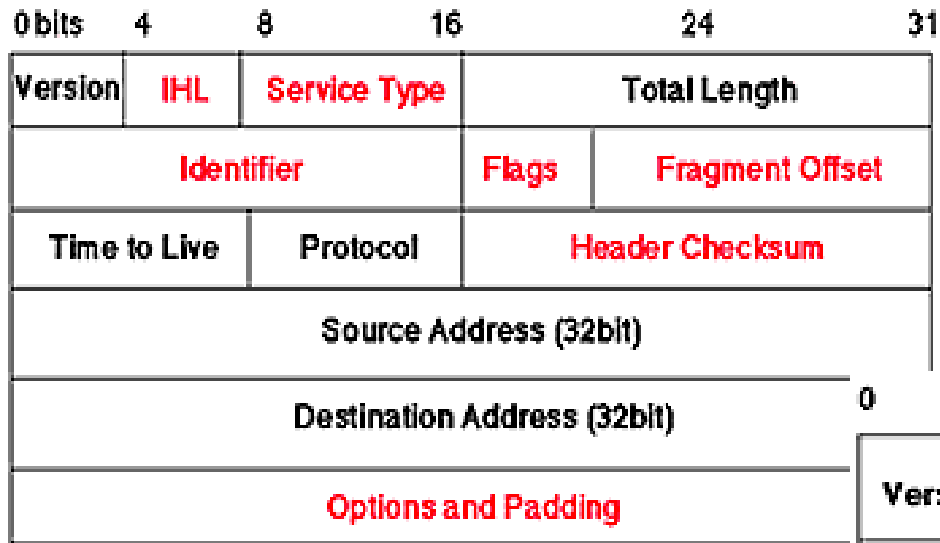 0 bits 4 8 16 24 31
Version IHL Service Type Total Length
Identifier Flags Fragment Offset
Time to Live Protocol Header Checksum
Source Address (32bit)
Destination Address (32bit)
0
Options and Padding